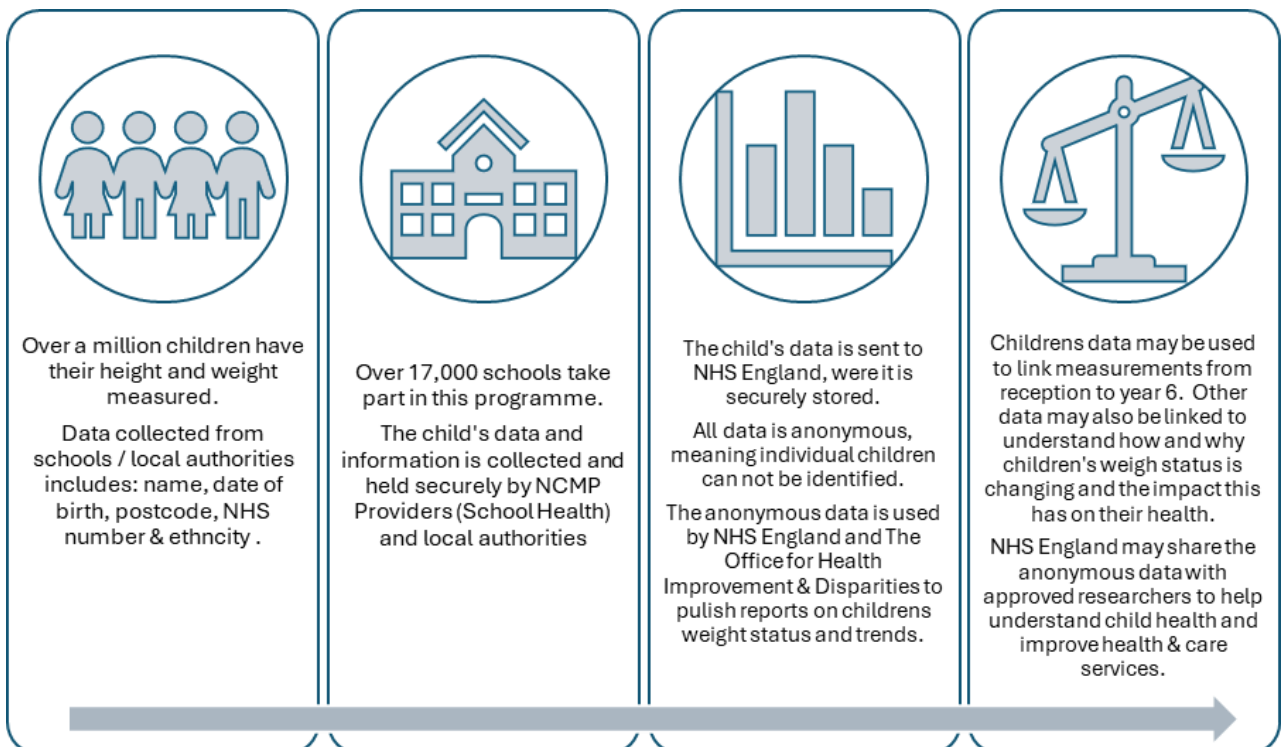 Over a million children have
their height and weight
measured.
Data collected from
schools / local authorities
includes: name, date of
birth, postcode, NHS
number & ethncity .
Over 17,000 schools take
part in this programme.
The child's data and
information is collected and
held securely by NCMP
Providers (School Health)
and local authorities
The child's data is sent to
NHS England, were it is
securely stored.
All data is anonymous,
meaning individual children
can not be identified.
The anonymous data is used
by NHS England and The
Office for Health
Improvement & Disparities to
pulish reports on childrens
weight status and trends.
Childrens data may be used
to link measurements from
reception to year 6. Other
data may also be linked to
understand how and why
children's weigh status is
changing and the impact this
has on their health.
NHS England may share the
anonymous data with
approved researchers to help
understand child health and
improve health & care
services.